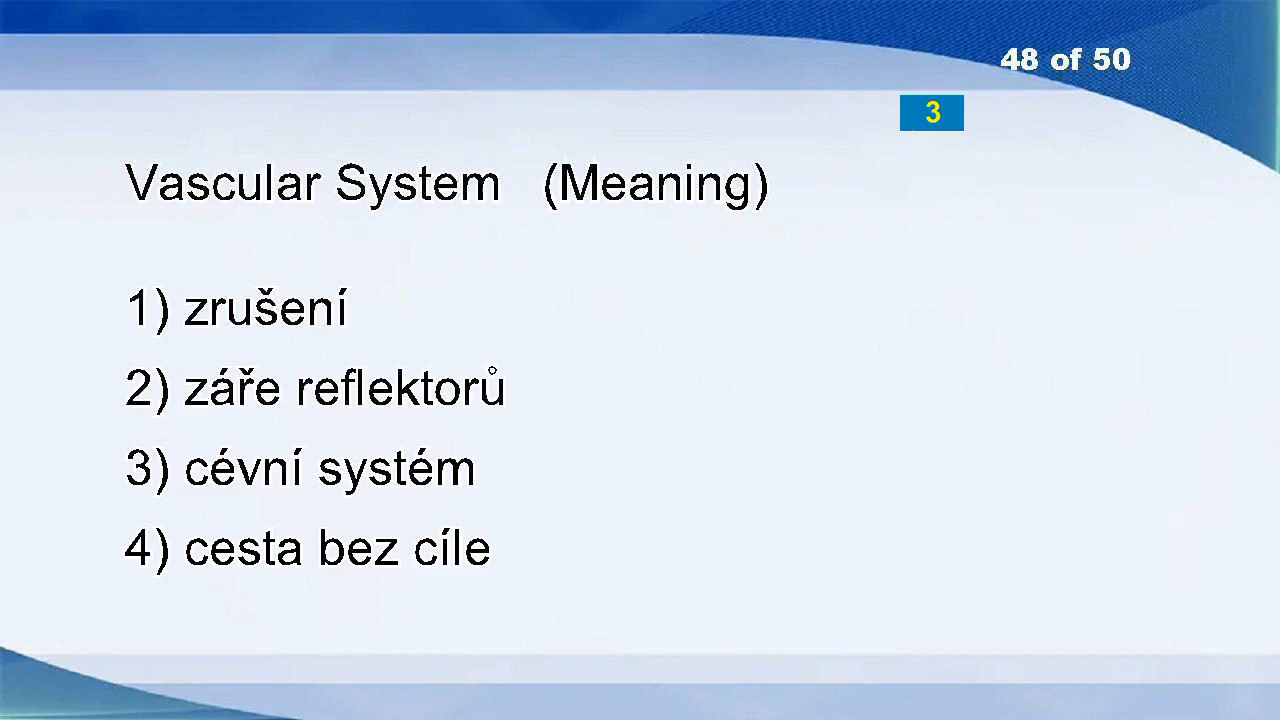 48 of 50
3
Vascular System (Meaning)
1) zrušení
2) záře reflektorů
3) cévní systém
4) cesta bez cíle